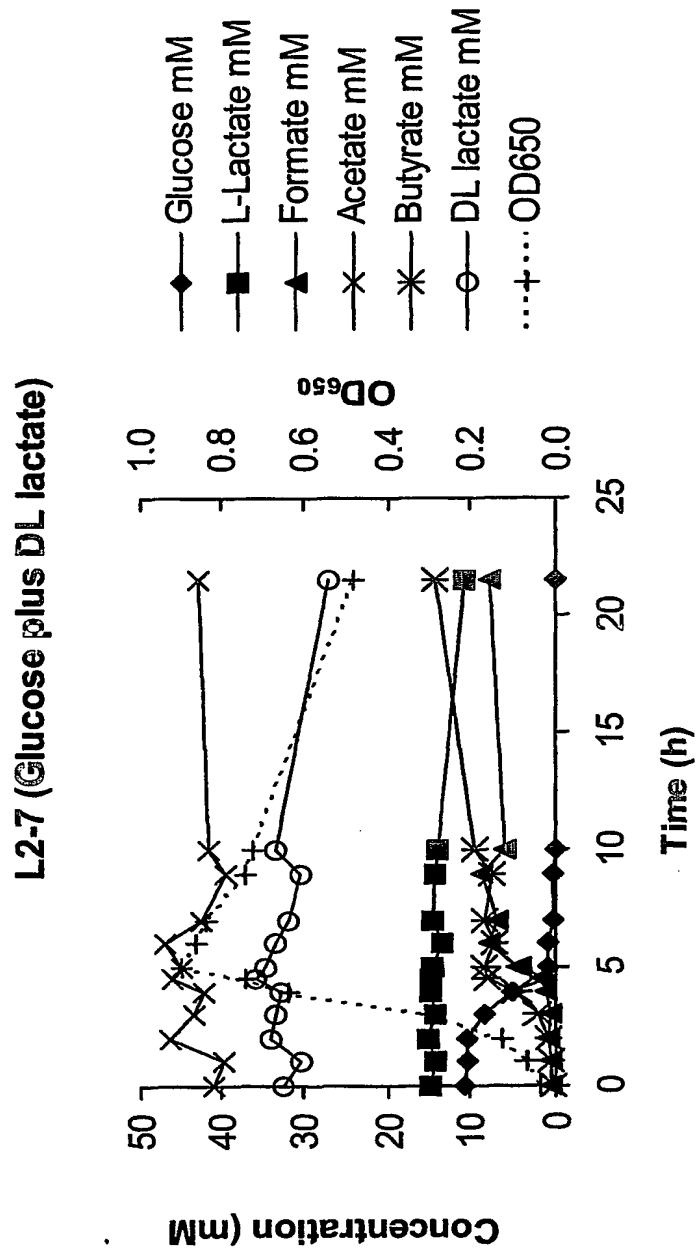 L2-7 (Glucose plus DL lactate)
Concentration (mM)
50
40
30
20
10
0
OD650
1.0
0.8
0.6
0.4
0.2
0.0
0
5
10
15
20
25
Time (h)
Glucose mM
L-Lactate mM
Formate mM
Acetate mM
Butyrate mM
DL lactate mM
OD650